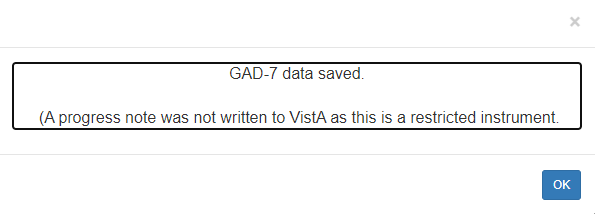 ×
GAD-7 data saved.
(A progress note was not written to VistA as this is a restricted instrument.
OK